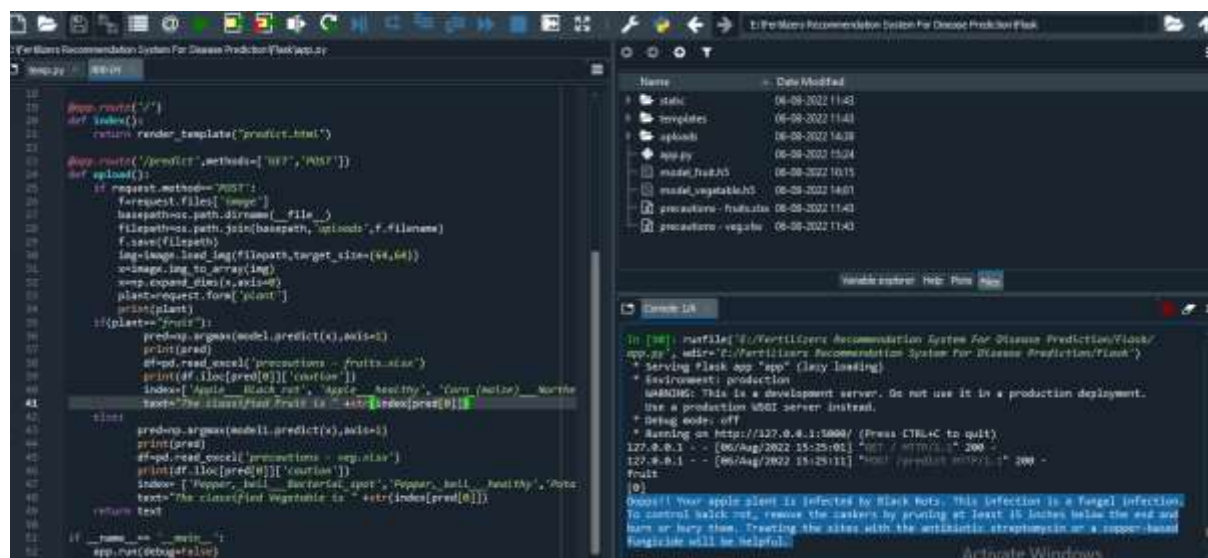 E:\Fertilizers Recommendation System For Disease Prediction\Flask
E:\Fertilizers Recommendation System For Disease Prediction\Flask\app.py
temp.py
app.py
@app.route("/")
def index():
return render_template("predict.html")
@app.route('/predict',methods=['GET','POST'])
def upload():
if request.method=='POST':
f=request.files['image']
basepath=os.path.dirname(__file__)
filepath=os.path.join(basepath,'uploads',f.filename)
f.save(filepath)
img=image.load_img(filepath,target_size=(64,64))
x=image.img_to_array(img)
x=np.expand_dims(x,axis=0)
plant=request.form['plant']
print(plant)
if(plant=="fruit"):
pred=np.argmax(model.predict(x),axis=1)
print(pred)
df=pd.read_excel('precautions - fruits.xlsx')
print(df.iloc[pred[0]]['caution'])
index=['Apple___Black_rot', 'Apple___healthy', 'Corn_(maize)___Northe
41 text="The classified Fruit is " +str(index[pred[0]])
else:
pred=np.argmax(model1.predict(x),axis=1)
print(pred)
df=pd.read_excel('precautions - veg.xlsx')
print(df.iloc[pred[0]]['caution'])
index= ['Pepper,_bell___Bacterial_spot','Pepper,_bell___healthy','Pota
text="The classified Vegetable is " +str(index[pred[0]])
return text
if __name__ == '__main__':
app.run(debug=False)
Name Date Modified
static 06-08-2022 11:43
templates 06-08-2022 11:43
uploads 06-08-2022
app.py 06-08-2022 15:24
model_fruit.h5 06-08-2022 10:15
model_vegetable.h5 06-08-2022 14:01
precautions - fruits.xlsx 06-08-2022 11:43
precautions - veg.xlsx 06-08-2022 11:43
Variable explorer Help Plots Files
Console 1/A
runfile('E:/Fertilizers Recommendation System For Disease Prediction/Flask/
app.py', wdir='E:/Fertilizers Recommendation System For Disease Prediction/Flask')
* Serving Flask app "app" (lazy loading)
* Environment: production
WARNING: This is a development server. Do not use it in a production deployment.
Use a production WSGI server instead.
* Debug mode: off
* Running on http://127.0.0.1:5000/ (Press CTRL+C to quit)
127.0.0.1 - - [06/Aug/2022 15:25:01] "GET / HTTP/1.1" 200 -
127.0.0.1 - - [06/Aug/2022 15:25:11] "POST /predict HTTP/1.1" 200 -
fruit
[0]
Oops!! Your apple plant is infected by Black Rots. This infection is a fungal infection.
To control balck rot, remove the cankers by pruning at least 15 inches below the end and
burn or bury them. Treating the sites with the antibiotic streptomycin or a copper-based
fungicide will be helpful.
Activate Windows